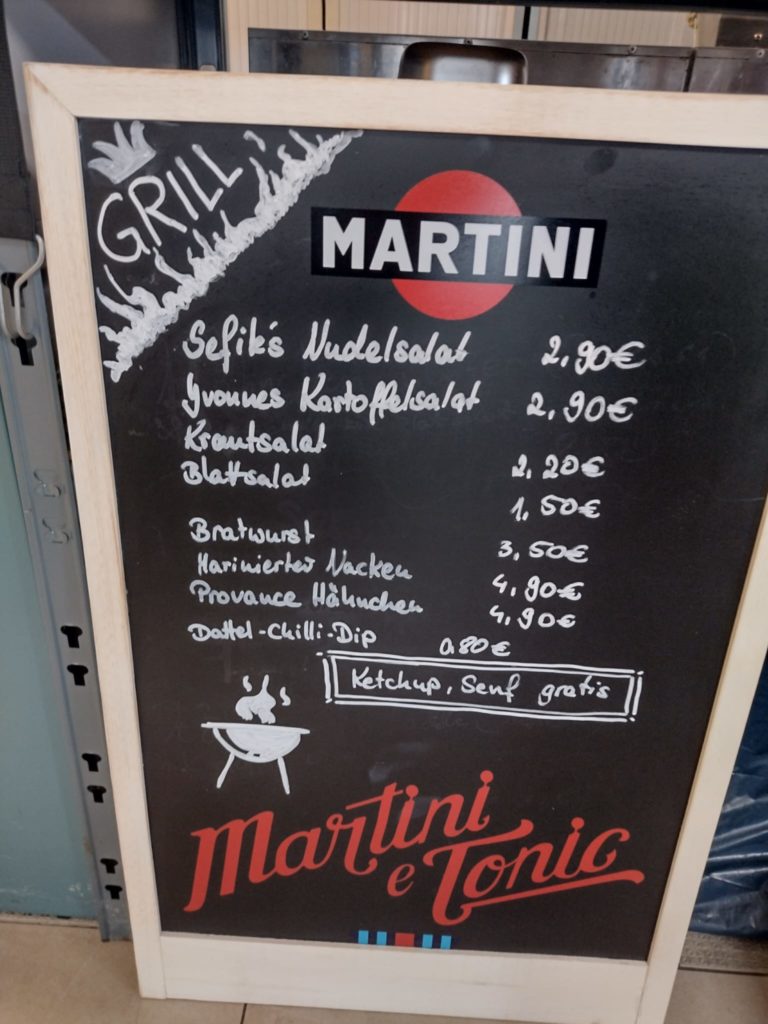 GRILL
MARTINI
Sefik's Nudelsalat 2,90€
Yvonnes Kartoffelsalat 2,90€
Krautsalat 2,20€
Blattsalat 1,50€
Bratwurst 3,50€
Marinierter Nacken 4,90€
Provance Hähnchen 4,90€
Dattel-Chilli-Dip 0.80€
Ketchup, Senf gratis
Martini
e Tonic